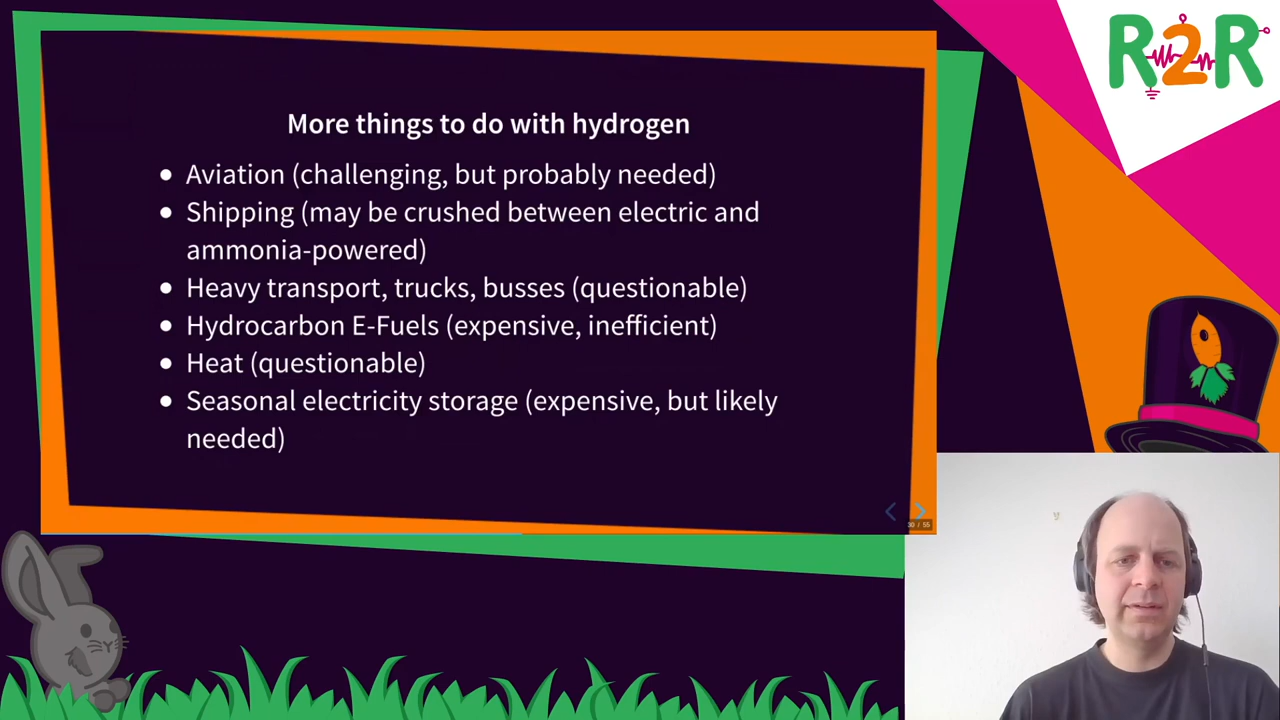 R2R
More things to do with hydrogen
Aviation (challenging, but probably needed)
Shipping (may be crushed between electric and
ammonia-powered)
Heavy transport, trucks, busses (questionable)
Hydrocarbon E-Fuels (expensive, inefficient)
Heat (questionable)
Seasonal electricity storage (expensive, but likely
needed)
30 / 55